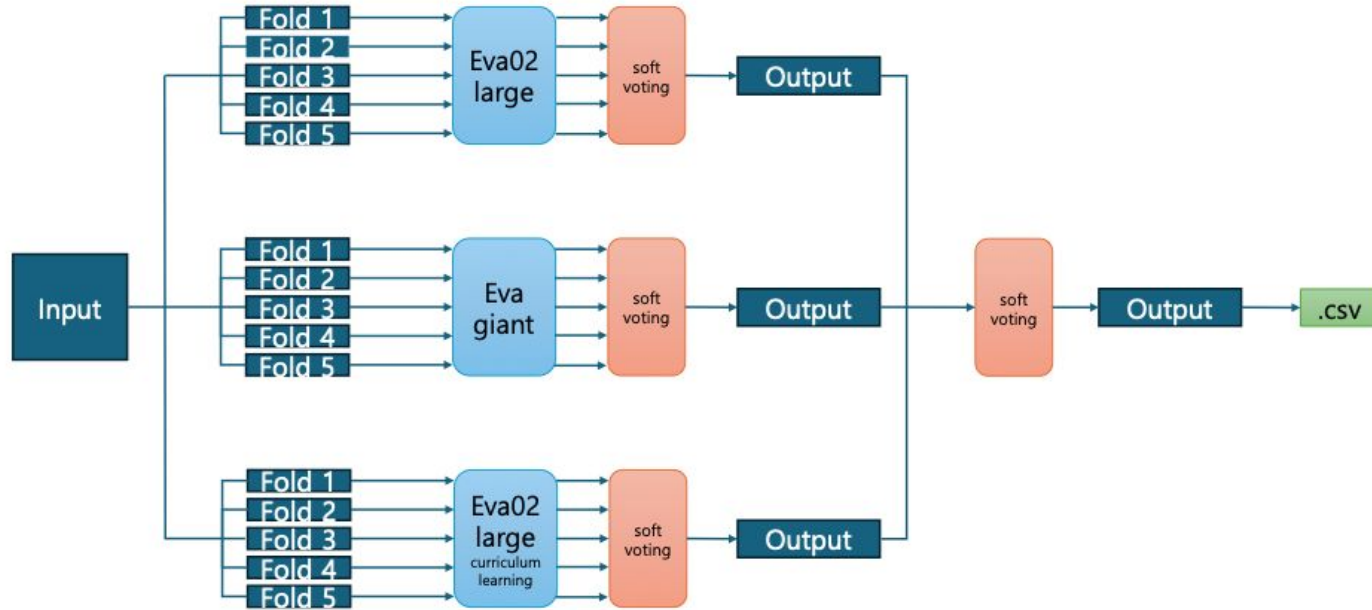 Fold 1
Fold 2
Fold 3
Fold 4
Fold 5
Eva02
large
soft
voting
Output
Input
Fold 1
Fold 2
Fold 3
Fold 4
Fold 5
Eva
giant
soft
voting
Output
soft
voting
Output
.csv
Fold 1
Fold 2
Fold 3
Fold 4
Fold 5
Eva02
large
curriculum
learning
soft
voting
Output